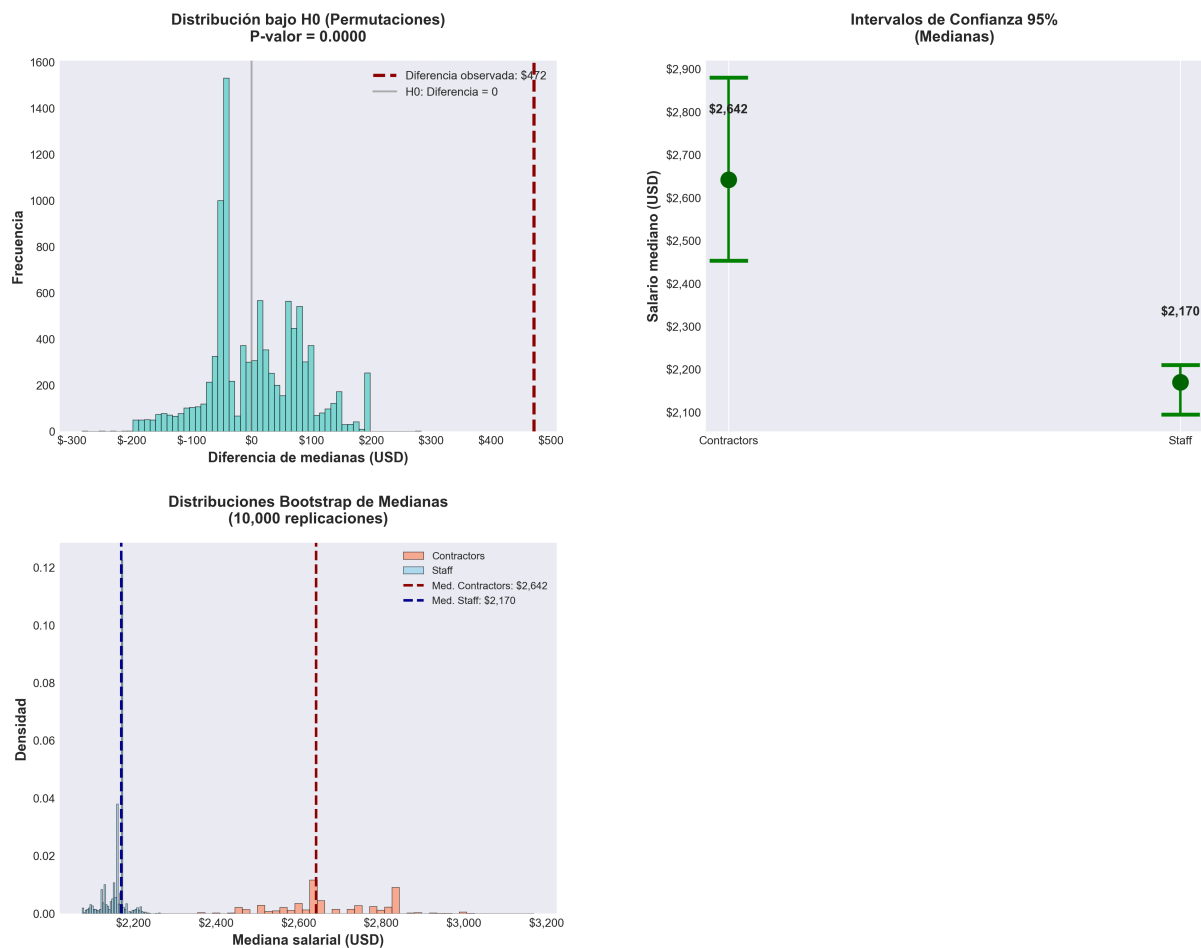 Distribución bajo H0 (Permutaciones)
P-valor = 0.0000
Frecuencia
1600
1400
1200
1000
800
600
400
200
0
Diferencia observada: $472
H0: Diferencia = 0
$-300
$-200
$-100
$0
$100
$200
$300
$400
$500
Diferencia de medianas (USD)
Intervalos de Confianza 95%
(Medianas)
Salario mediano (USD)
$2,900
$2,800
$2,700
$2,600
$2,500
$2,400
$2,300
$2,200
$2,100
$2,642
$2,170
Contractors
Staff
Distribuciones Bootstrap de Medianas
(10,000 replicaciones)
Densidad
0.12
0.10
0.08
0.06
0.04
0.02
0.00
Contractors
Staff
Med. Contractors: $2,642
Med. Staff: $2,170
$2,200
$2,400
$2,600
$2,800
$3,000
$3,200
Mediana salarial (USD)